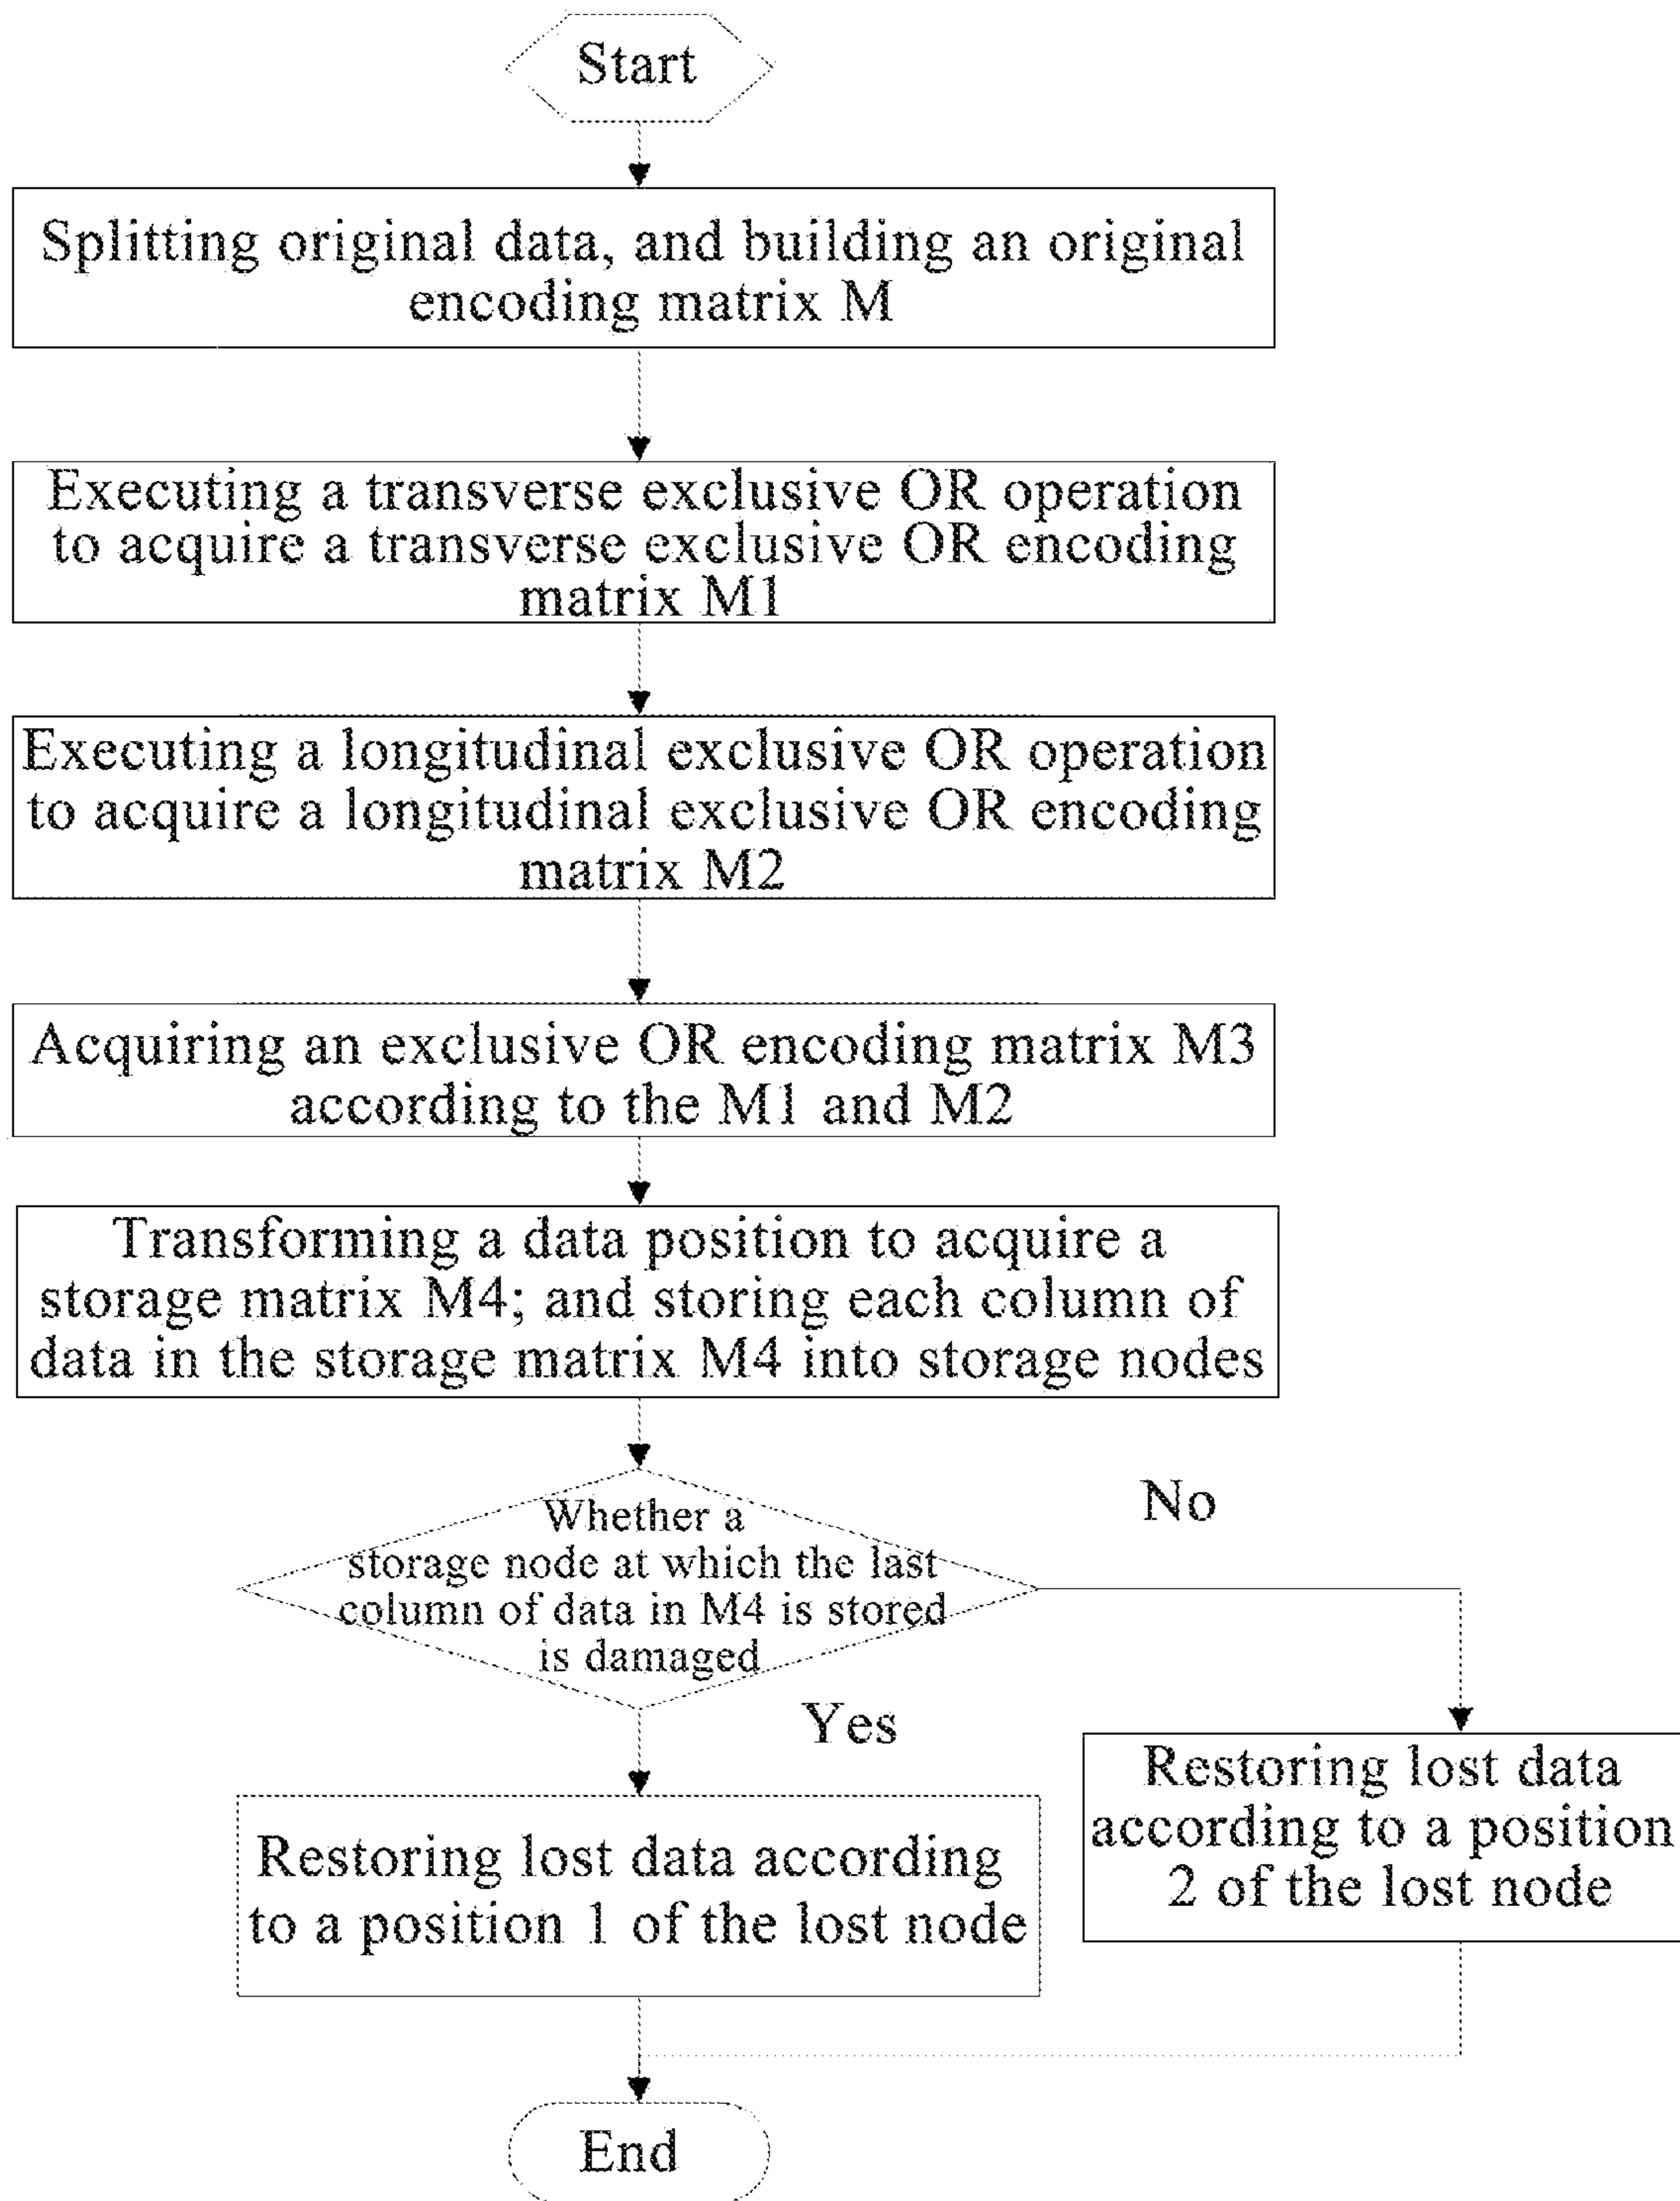 Start
Splitting original data, and building an original
encoding matrix M
Executing a transverse exclusive OR operation
to acquire a transverse exclusive OR encoding
matrix M1
Executing a longitudinal exclusive OR operation
to acquire a longitudinal exclusive OR encoding
matrix M2
Acquiring an exclusive OR encoding matrix M3
according to the M1 and M2
Transforming a data position to acquire a
storage matrix M4; and storing each column of
data in the storage matrix M4 into storage nodes
Whether a
storage node at which the last
column of data in M4 is stored
is damaged
No
Yes
Restoring lost data
according to a position
2 of the lost node
Restoring lost data according
to a position 1 of the lost node
End